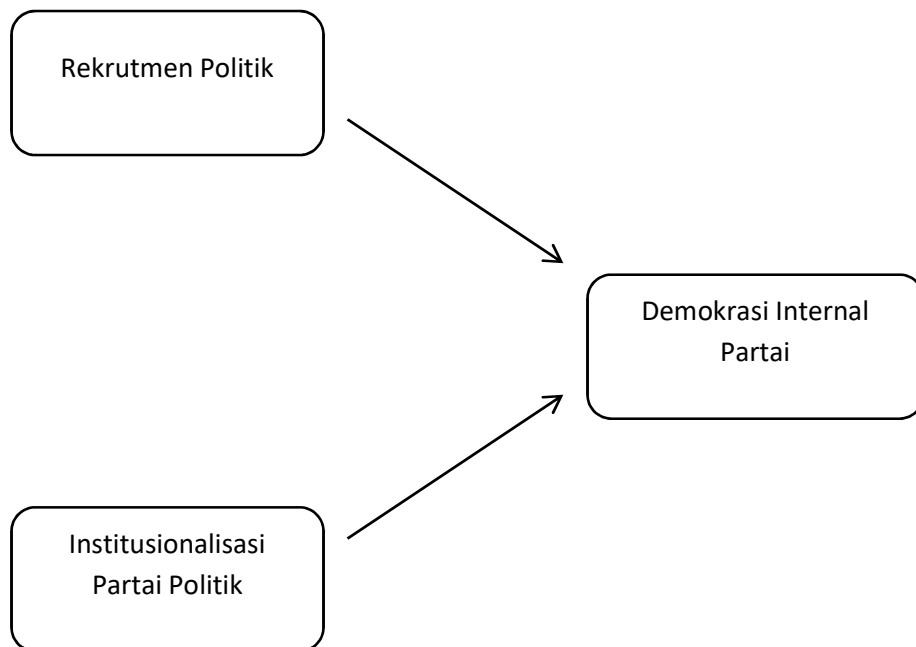 Rekrutmen Politik
Demokrasi Internal
Partai
Institusionalisasi
Partai Politik